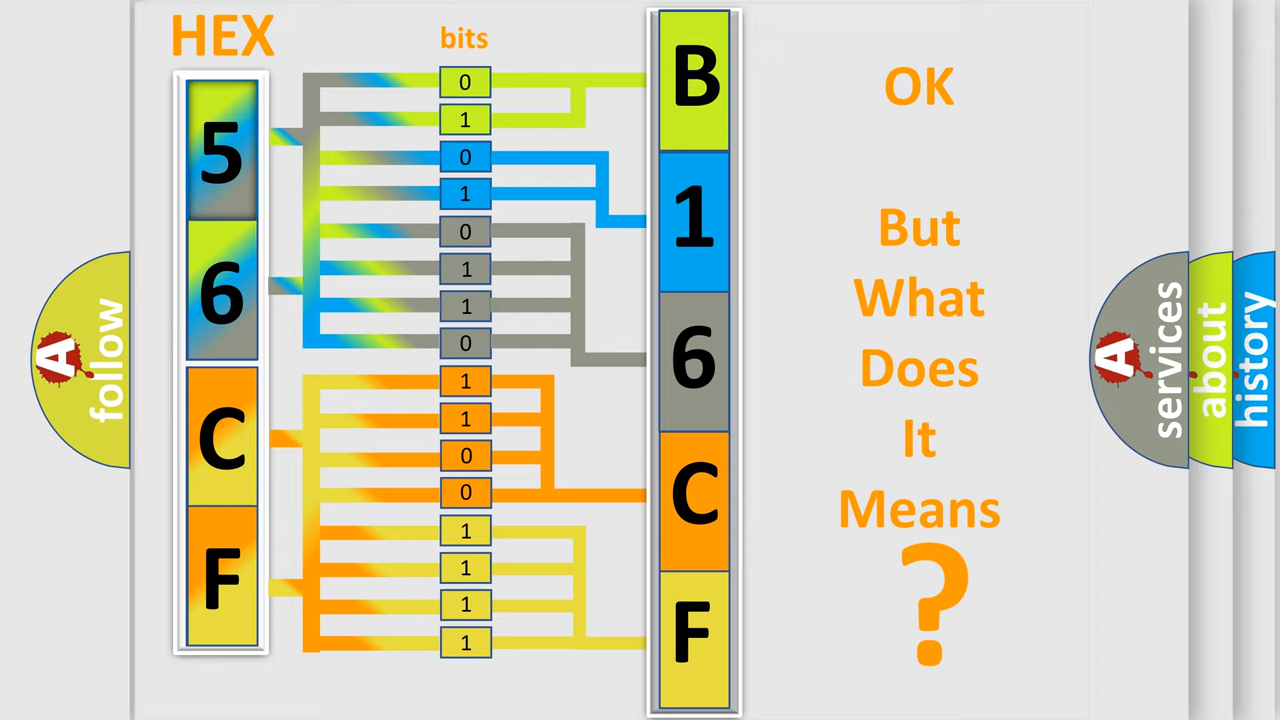 HEX
bits
5
6
C
F
0
1
0
1
0
1
1
0
1
1
0
0
1
1
1
1
B
1
6
C
F
OK
But
What
Does
It
Means
?
A
follow
A
services
about
history